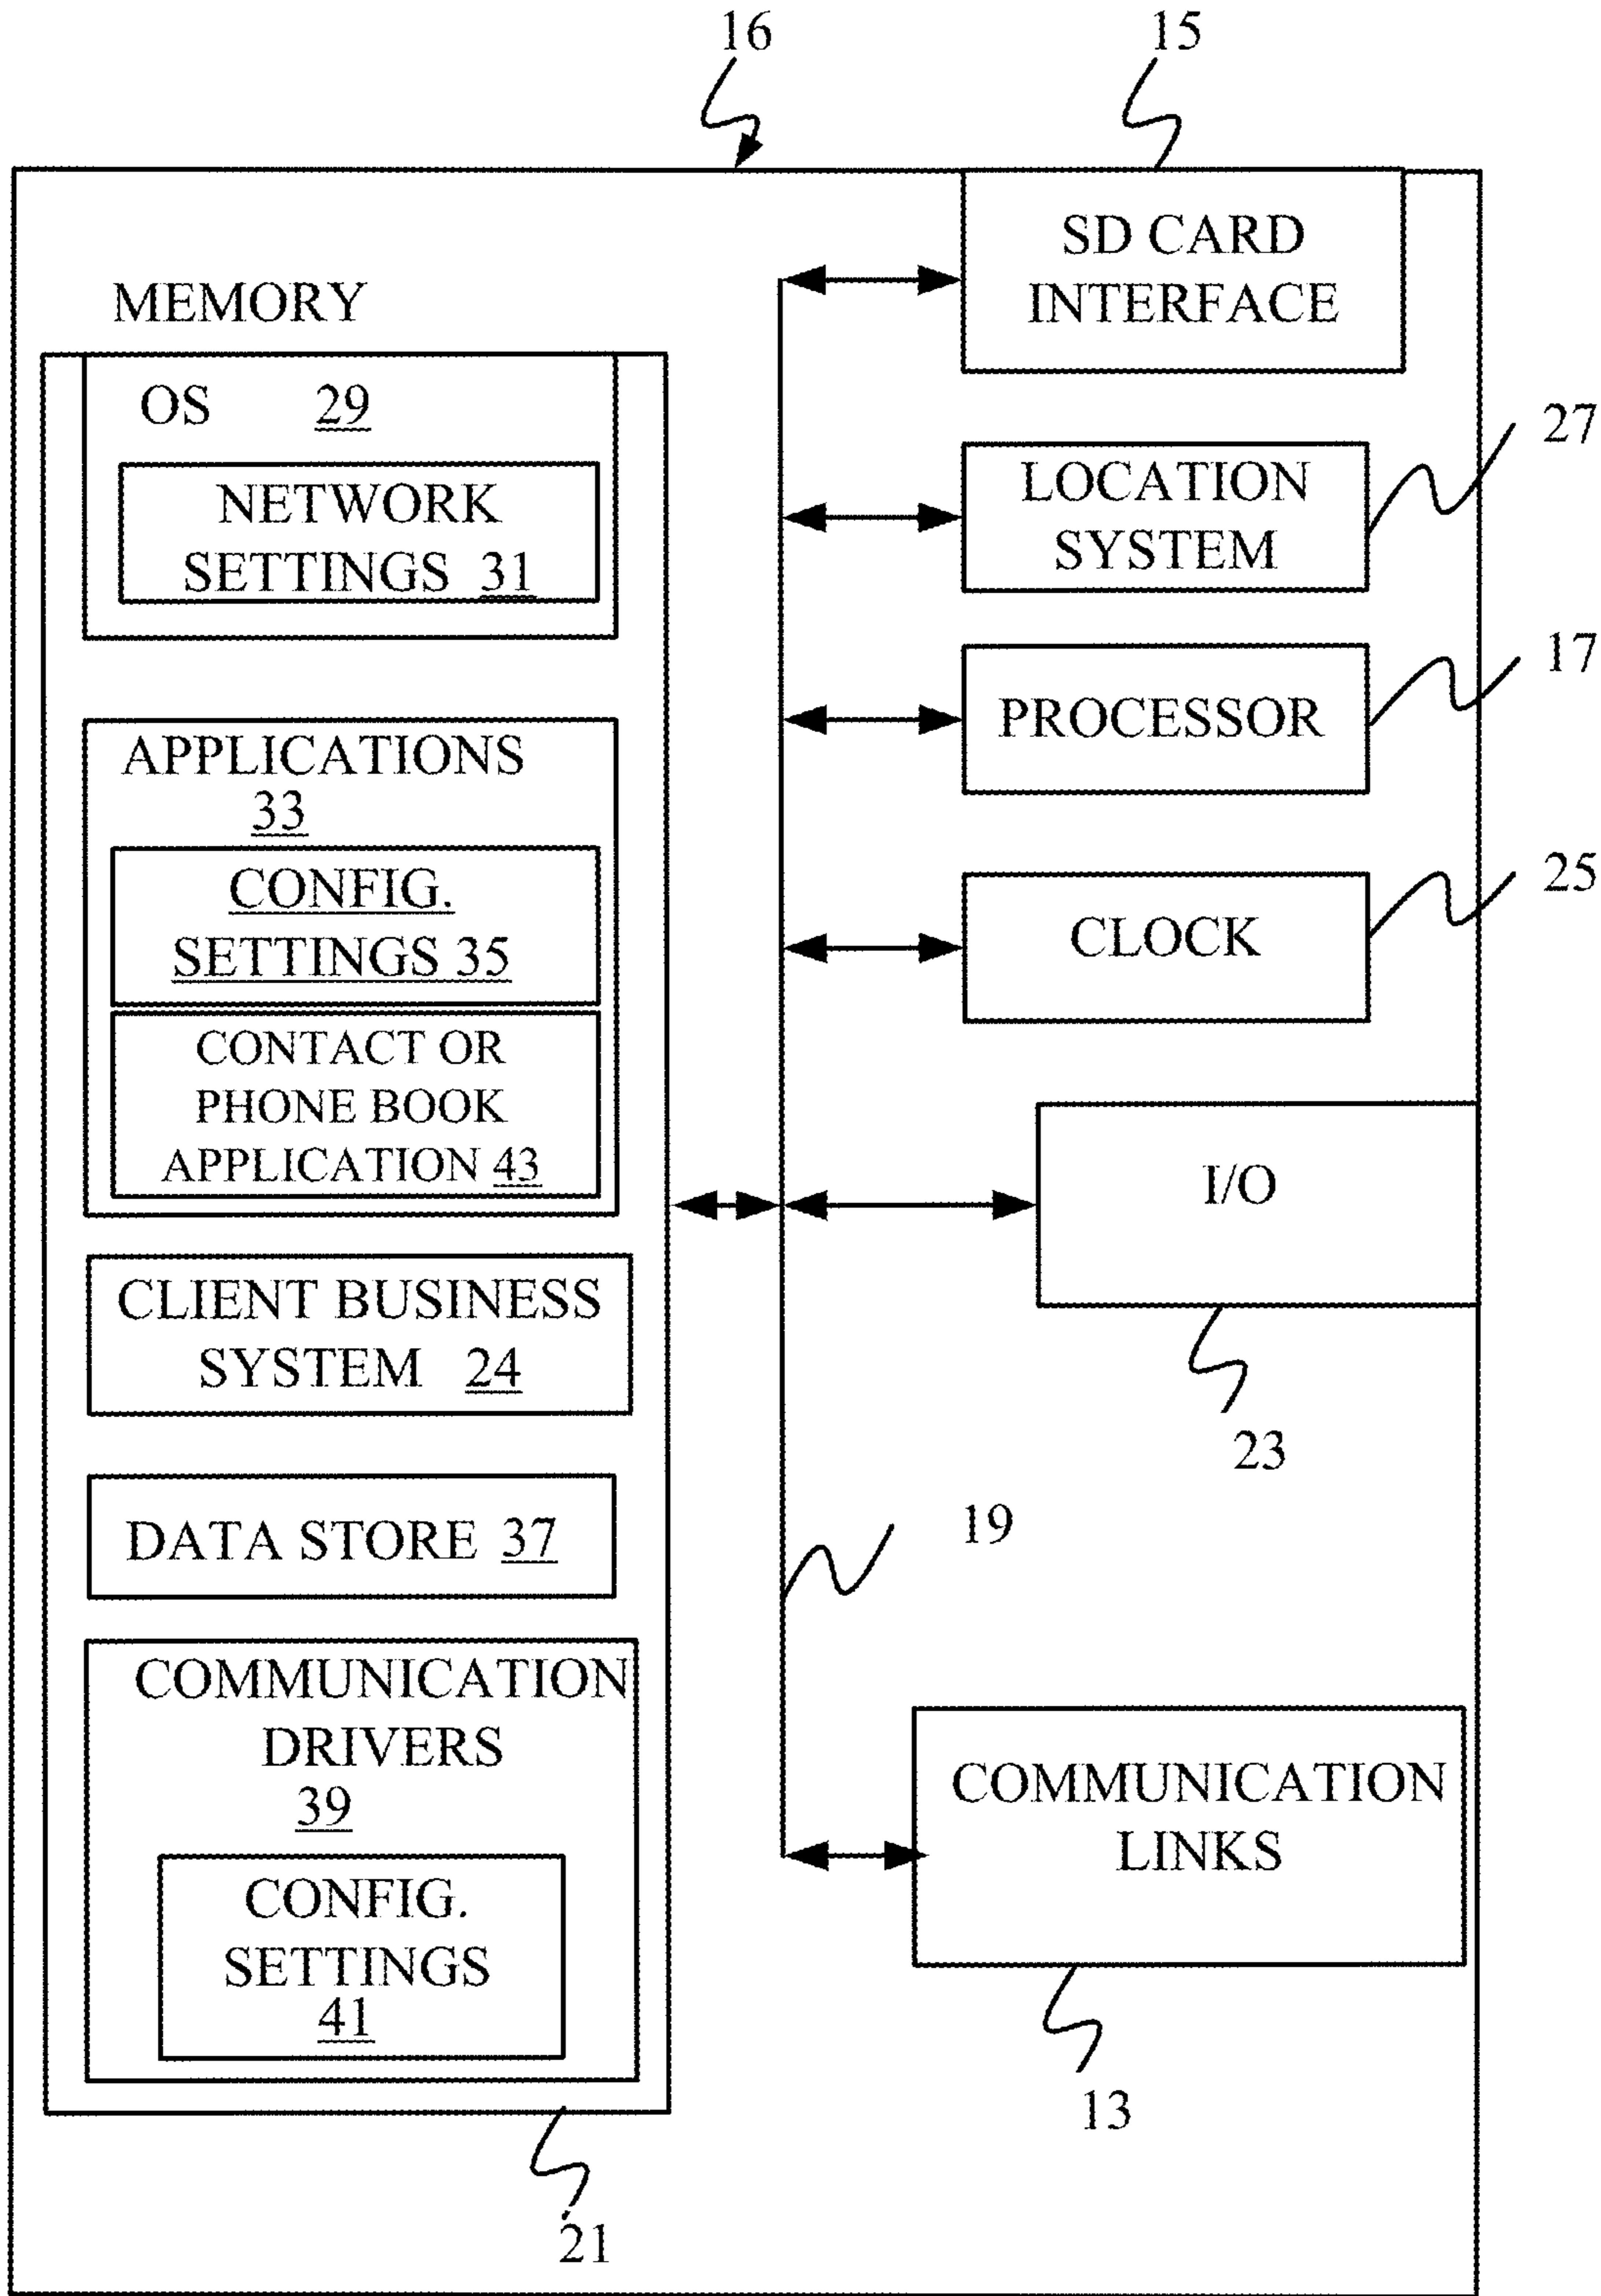 16
15
SD CARD
INTERFACE
MEMORY
OS 29
NETWORK
SETTINGS 31
27
LOCATION
SYSTEM
17
PROCESSOR
APPLICATIONS
33
CONFIG.
SETTINGS 35
25
CLOCK
CONTACT OR
PHONE BOOK
APPLICATION 43
I/O
CLIENT BUSINESS
SYSTEM 24
23
DATA STORE 37
19
COMMUNICATION
DRIVERS
39
CONFIG.
SETTINGS
41
COMMUNICATION
LINKS
13
21